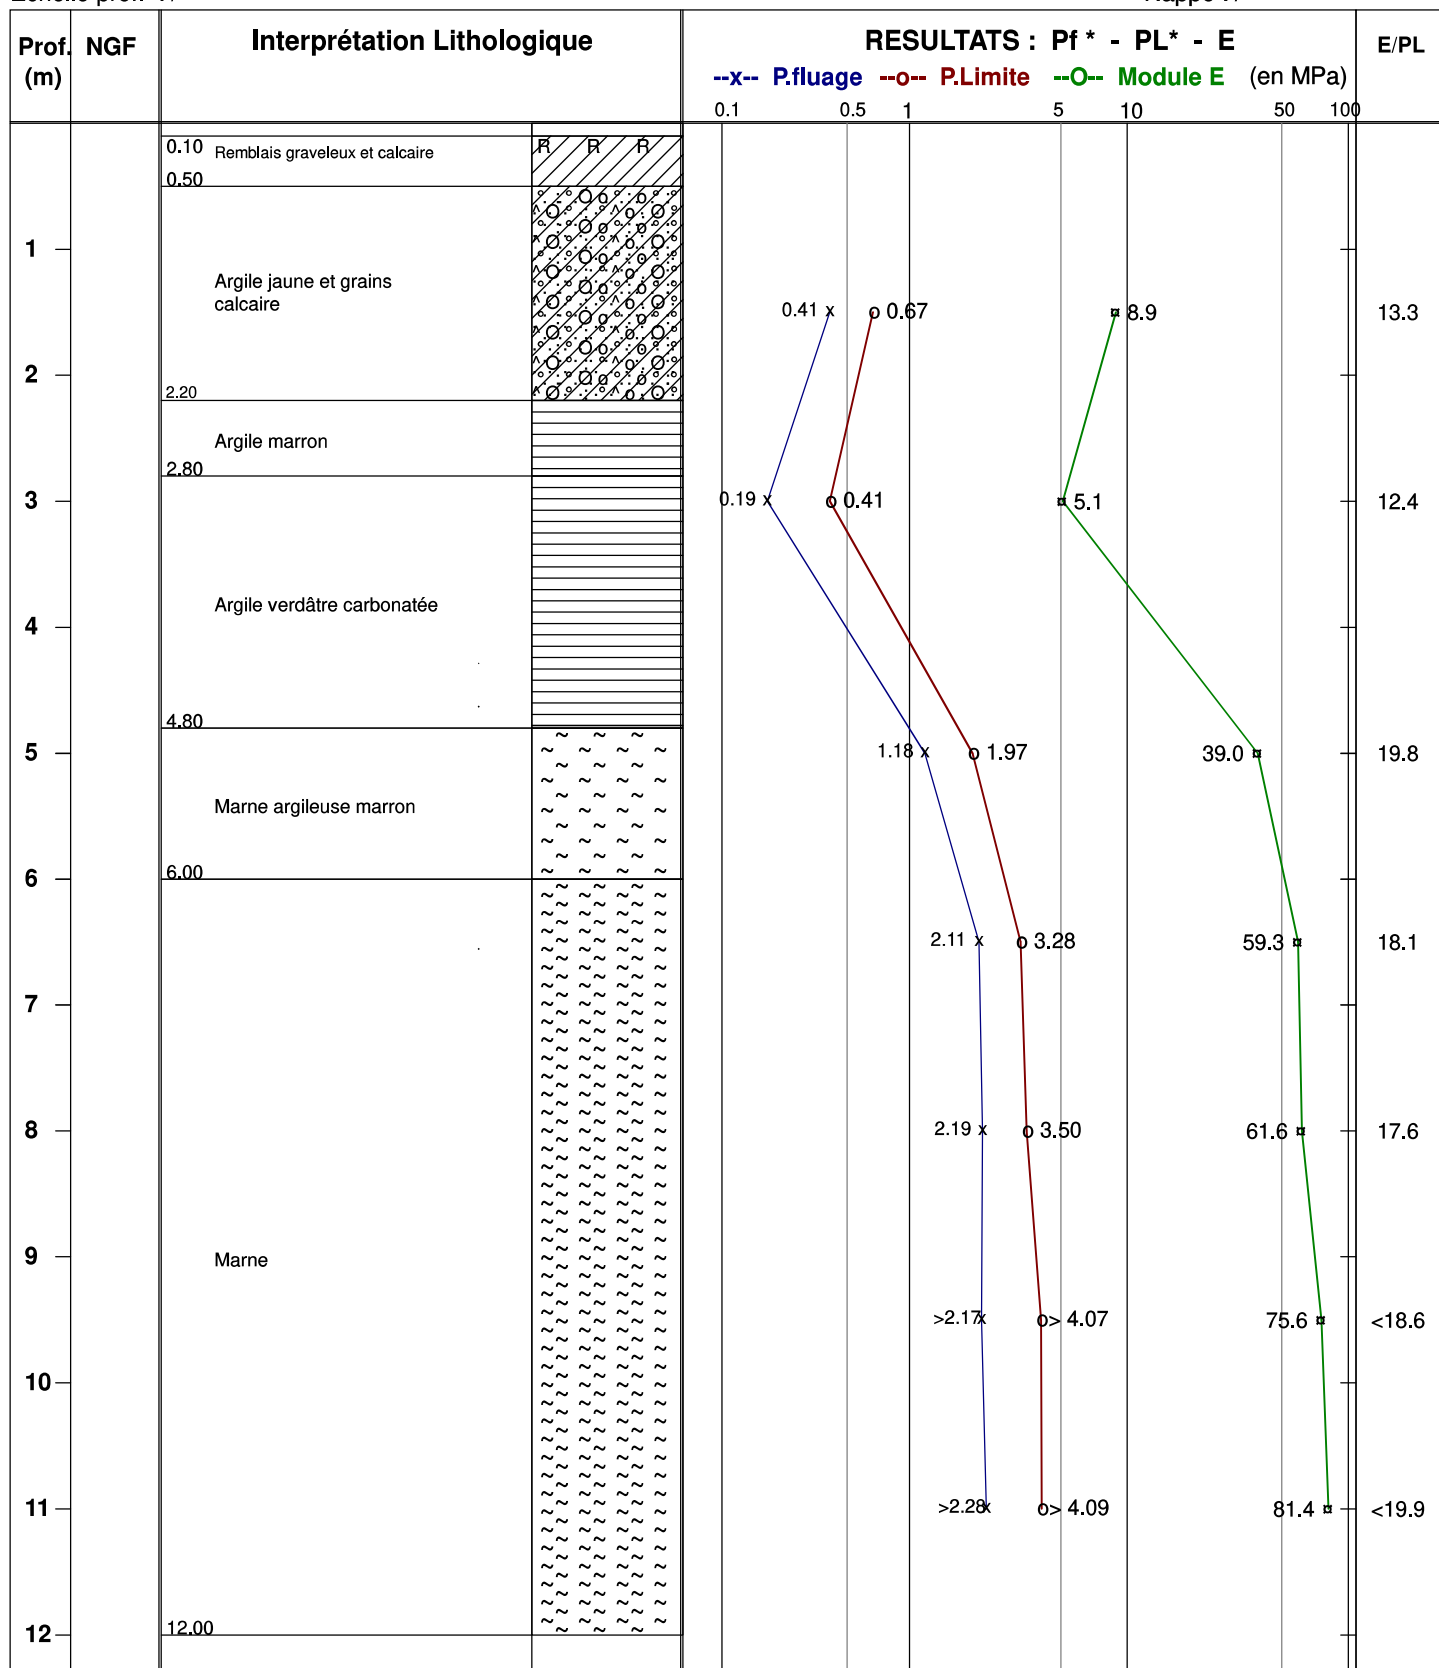 Prof. NGF Interprétation Lithologique RESULTATS : Pf * - PL* - E E/PL
(m) --x-- P.fluage --o-- P.Limite --O-- Module E (en MPa)
0.1 0.5 1 5 10 50 100
0.10 Remblais graveleux et calcaire R R R
0.50
1
Argile jaune et grains
calcaire
0.41 x o 0.67 8.9 13.3
2
2.20
Argile marron
2.80
3 0.19 x o 0.41 5.1 12.4
Argile verdâtre carbonatée
4
4.80
5 1.18 x o 1.97 39.0 19.8
Marne argileuse marron
6.00
6
2.11 x o 3.28 59.3 18.1
7
8 2.19 x o 3.50 61.6 17.6
9 Marne
>2.17x o> 4.07 75.6 <18.6
10
11 >2.28x o> 4.09 81.4 <19.9
12.00
12